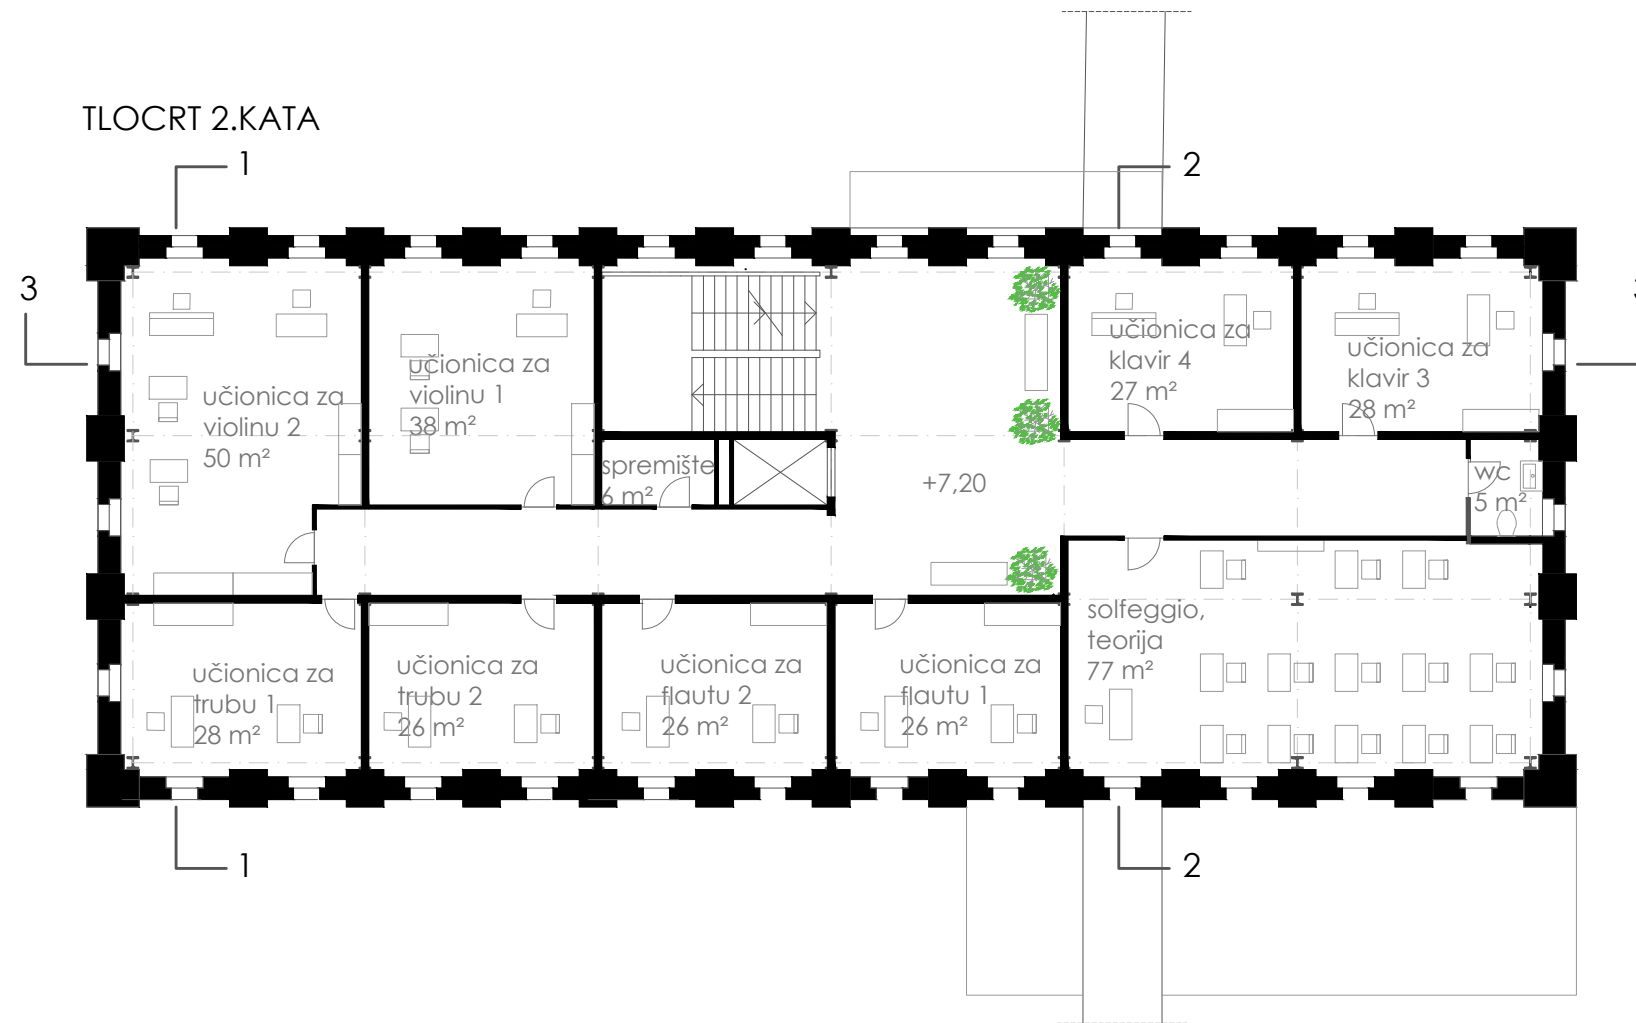 TLOCRT 2.KATA
1
2
3
učionica za
violinu 2
50 m²
učionica za
violinu 1
38 m²
učionica za
klavir 4
27 m²
učionica za
klavir 3
28 m²
spremište
6 m²
+7,20
wc
5 m²
učionica za
trubu 1
28 m²
učionica za
trubu 2
26 m²
učionica za
flautu 2
26 m²
učionica za
flautu 1
26 m²
solfeggio,
teorija
77 m²
1
2